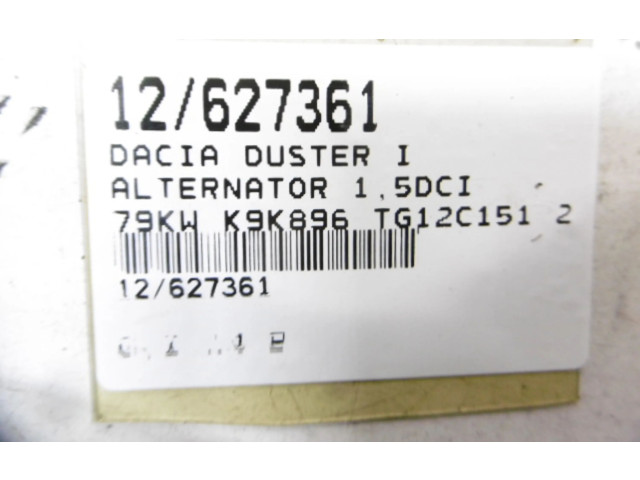 12/627361
DACIA DUSTER I
ALTERNATOR 1,5DCI
79KW K9K896 TG12C151 2
12/627361